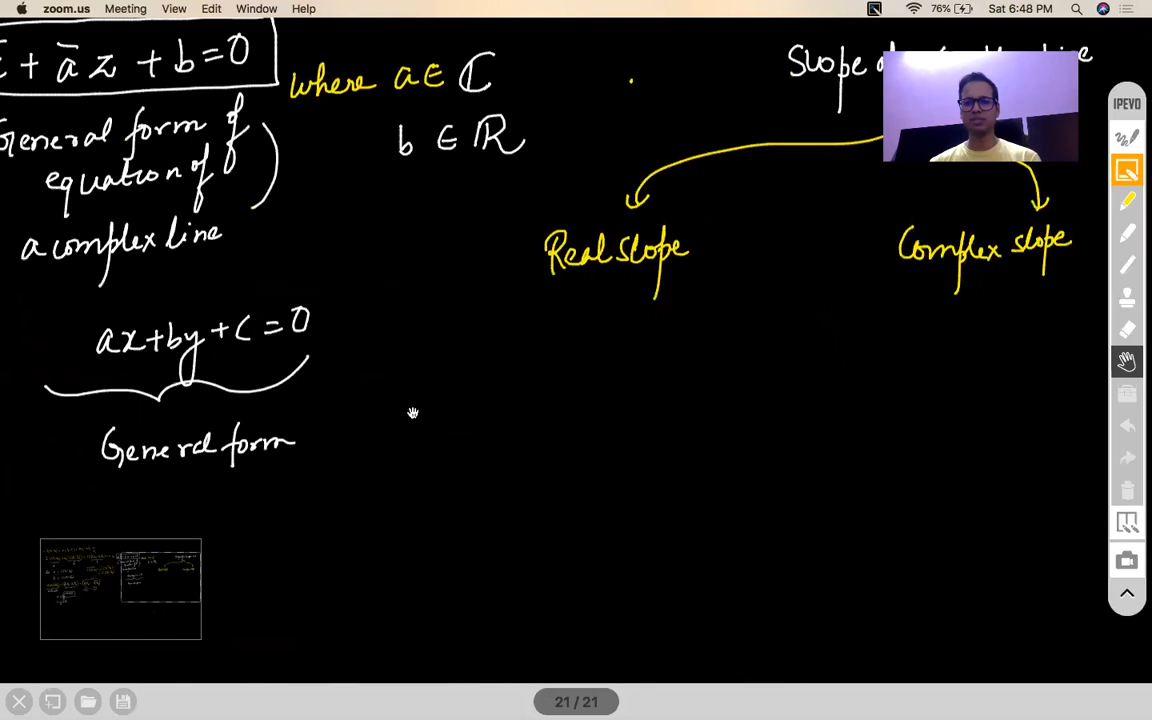 zoom.us Meeting View Edit Window Help 76% Sat 6:48 PM
+ āz + b = 0
where a ∈ ℂ
b ∈ ℝ
General form of
equation of
a complex line
ax+by+c=0
General form
Slope
Real slope
Complex slope
IPEVO
21 / 21